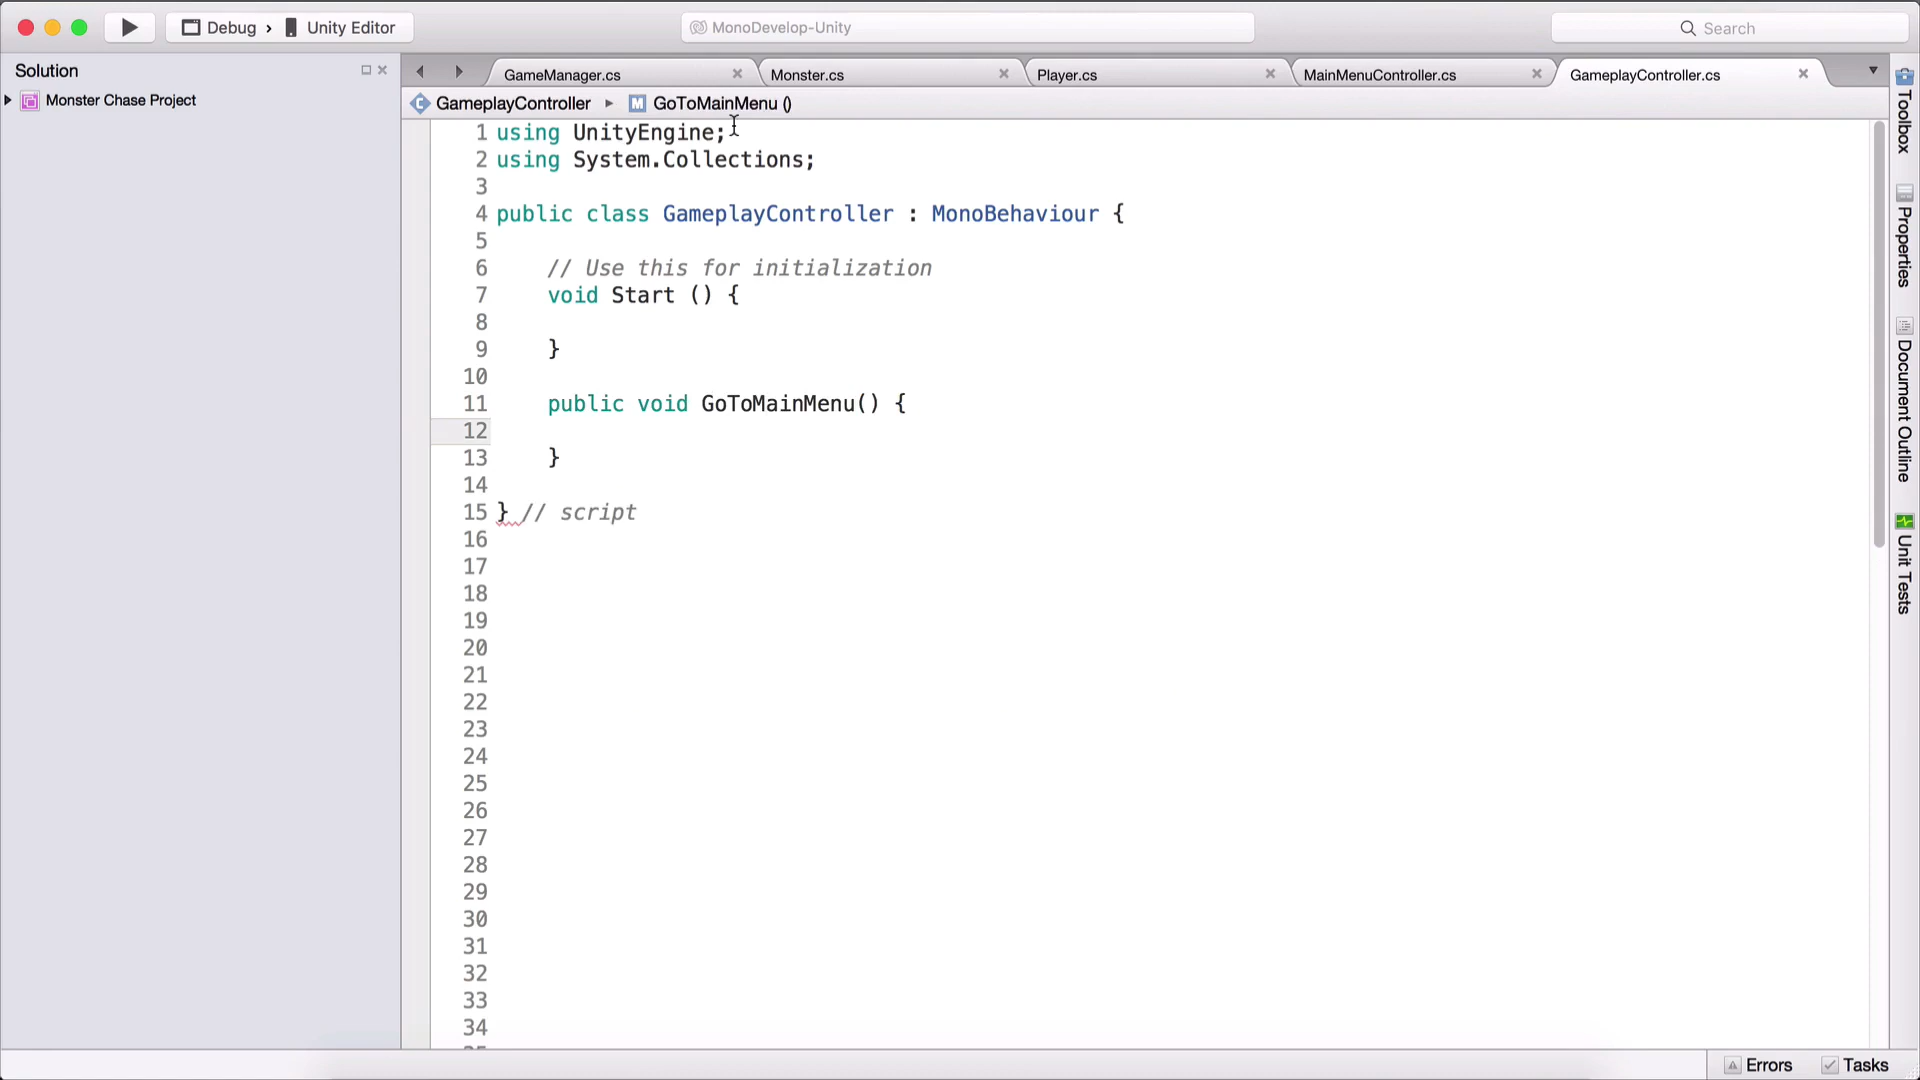 Debug › Unity Editor
MonoDevelop-Unity
Search
Solution
Monster Chase Project
GameManager.cs
Monster.cs
Player.cs
MainMenuController.cs
GameplayController.cs
GameplayController
M GoToMainMenu ()
1 using UnityEngine;
2 using System.Collections;
3
4 public class GameplayController : MonoBehaviour {
5
6 // Use this for initialization
7 void Start () {
8
9 }
10
11 public void GoToMainMenu() {
12
13 }
14
15 } // script
16
17
18
19
20
21
22
23
24
25
26
27
28
29
30
31
32
33
34
Toolbox
Properties
Document Outline
Unit Tests
Errors
Tasks